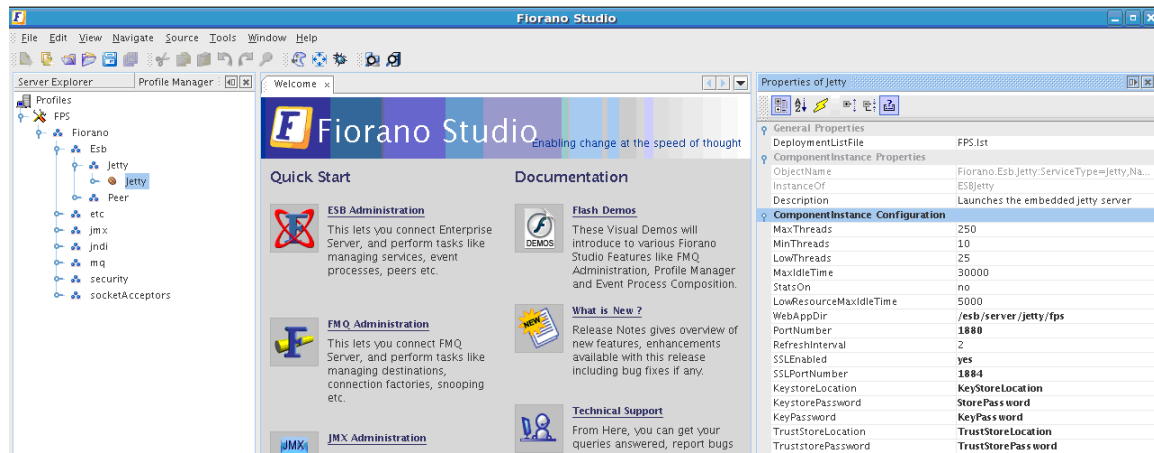 Fiorano Studio
File Edit View Navigate Source Tools Window Help
Server Explorer Profile Manager
Profiles
FPS
Fiorano
Esb
Jetty
Jetty
Peer
etc
jmx
jndi
mq
security
socketAcceptors
Welcome
Fiorano Studio
Enabling change at the speed of thought
Quick Start
ESB Administration
This lets you connect Enterprise
Server, and perform tasks like
managing services, event
processes, peers etc.
FMQ Administration
This lets you connect FMQ
Server, and perform tasks like
managing destinations,
connection factories, snooping
etc.
JMX
JMX Administration
Documentation
DEMOS
Flash Demos
These Visual Demos will
introduce to various Fiorano
Studio Features like FMQ
Administration, Profile Manager
and Event Process Composition.
NEW
What is New ?
Release Notes gives overview of
new features, enhancements
available with this release
including bug fixes if any.
Technical Support
From Here, you can get your
queries answered, report bugs
Properties of Jetty
General Properties
DeploymentListFile FPS.lst
ComponentInstance Properties
ObjectName Fiorano.Esb.Jetty:ServiceType=Jetty,Na...
InstanceOf ESBJetty
Description Launches the embedded jetty server
ComponentInstance Configuration
MaxThreads 250
MinThreads 10
LowThreads 25
MaxIdleTime 30000
StatsOn no
LowResourceMaxIdleTime 5000
WebAppDir /esb/server/jetty/fps
PortNumber 1880
RefreshInterval 2
SSLEnabled yes
SSLPortNumber 1884
KeystoreLocation KeyStoreLocation
KeystorePassword StorePassword
KeyPassword KeyPassword
TrustStoreLocation TrustStoreLocation
TruststorePassword TrustStorePassword